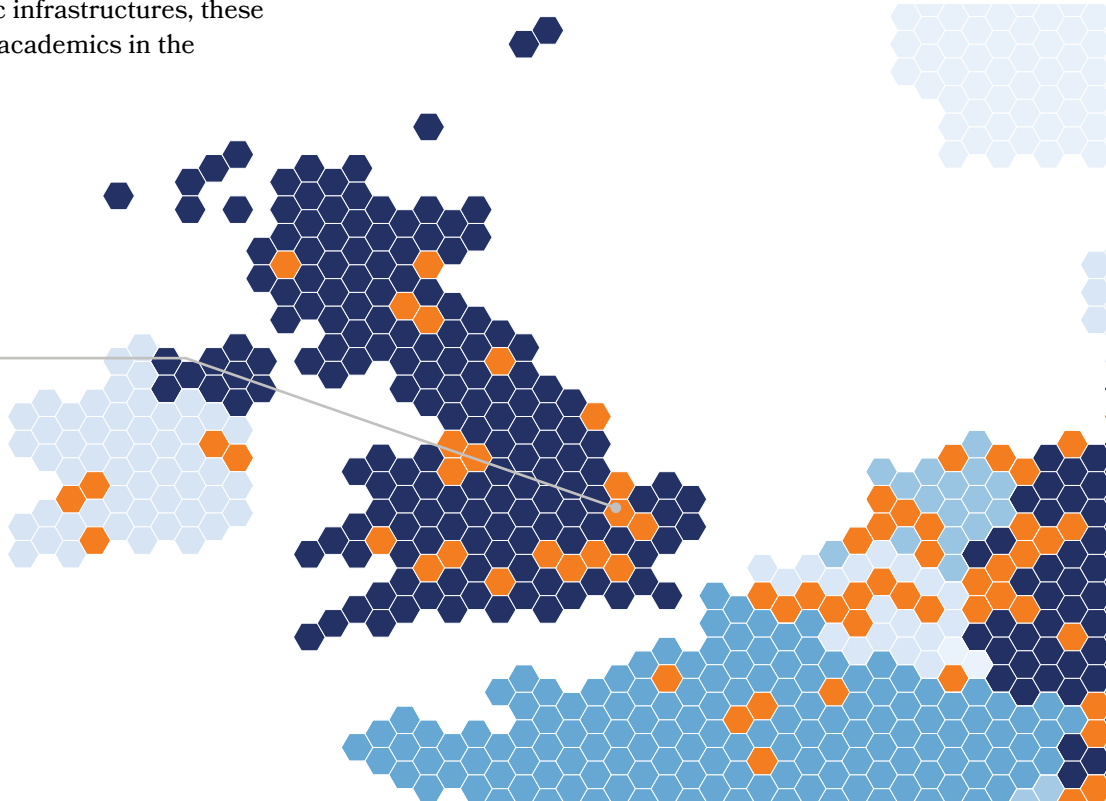 c infrastructures, these
academics in the